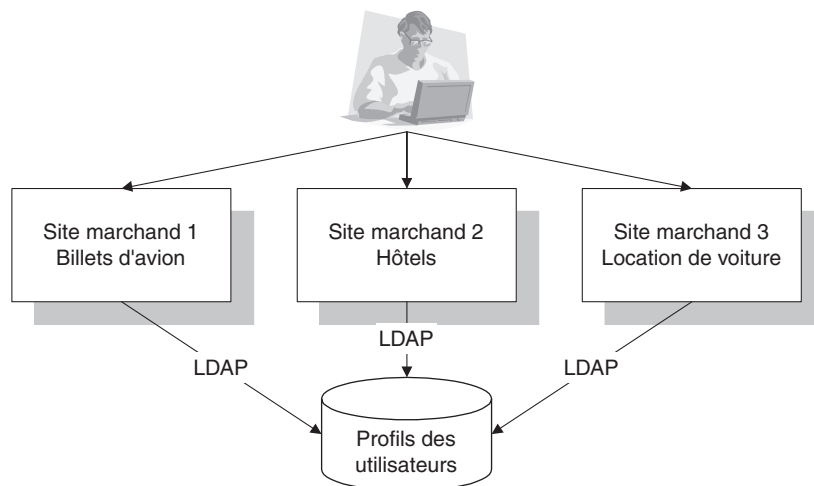 Site marchand 1
Billets d'avion
Site marchand 2
Hôtels
Site marchand 3
Location de voiture
LDAP
LDAP
LDAP
Profils des
utilisateurs